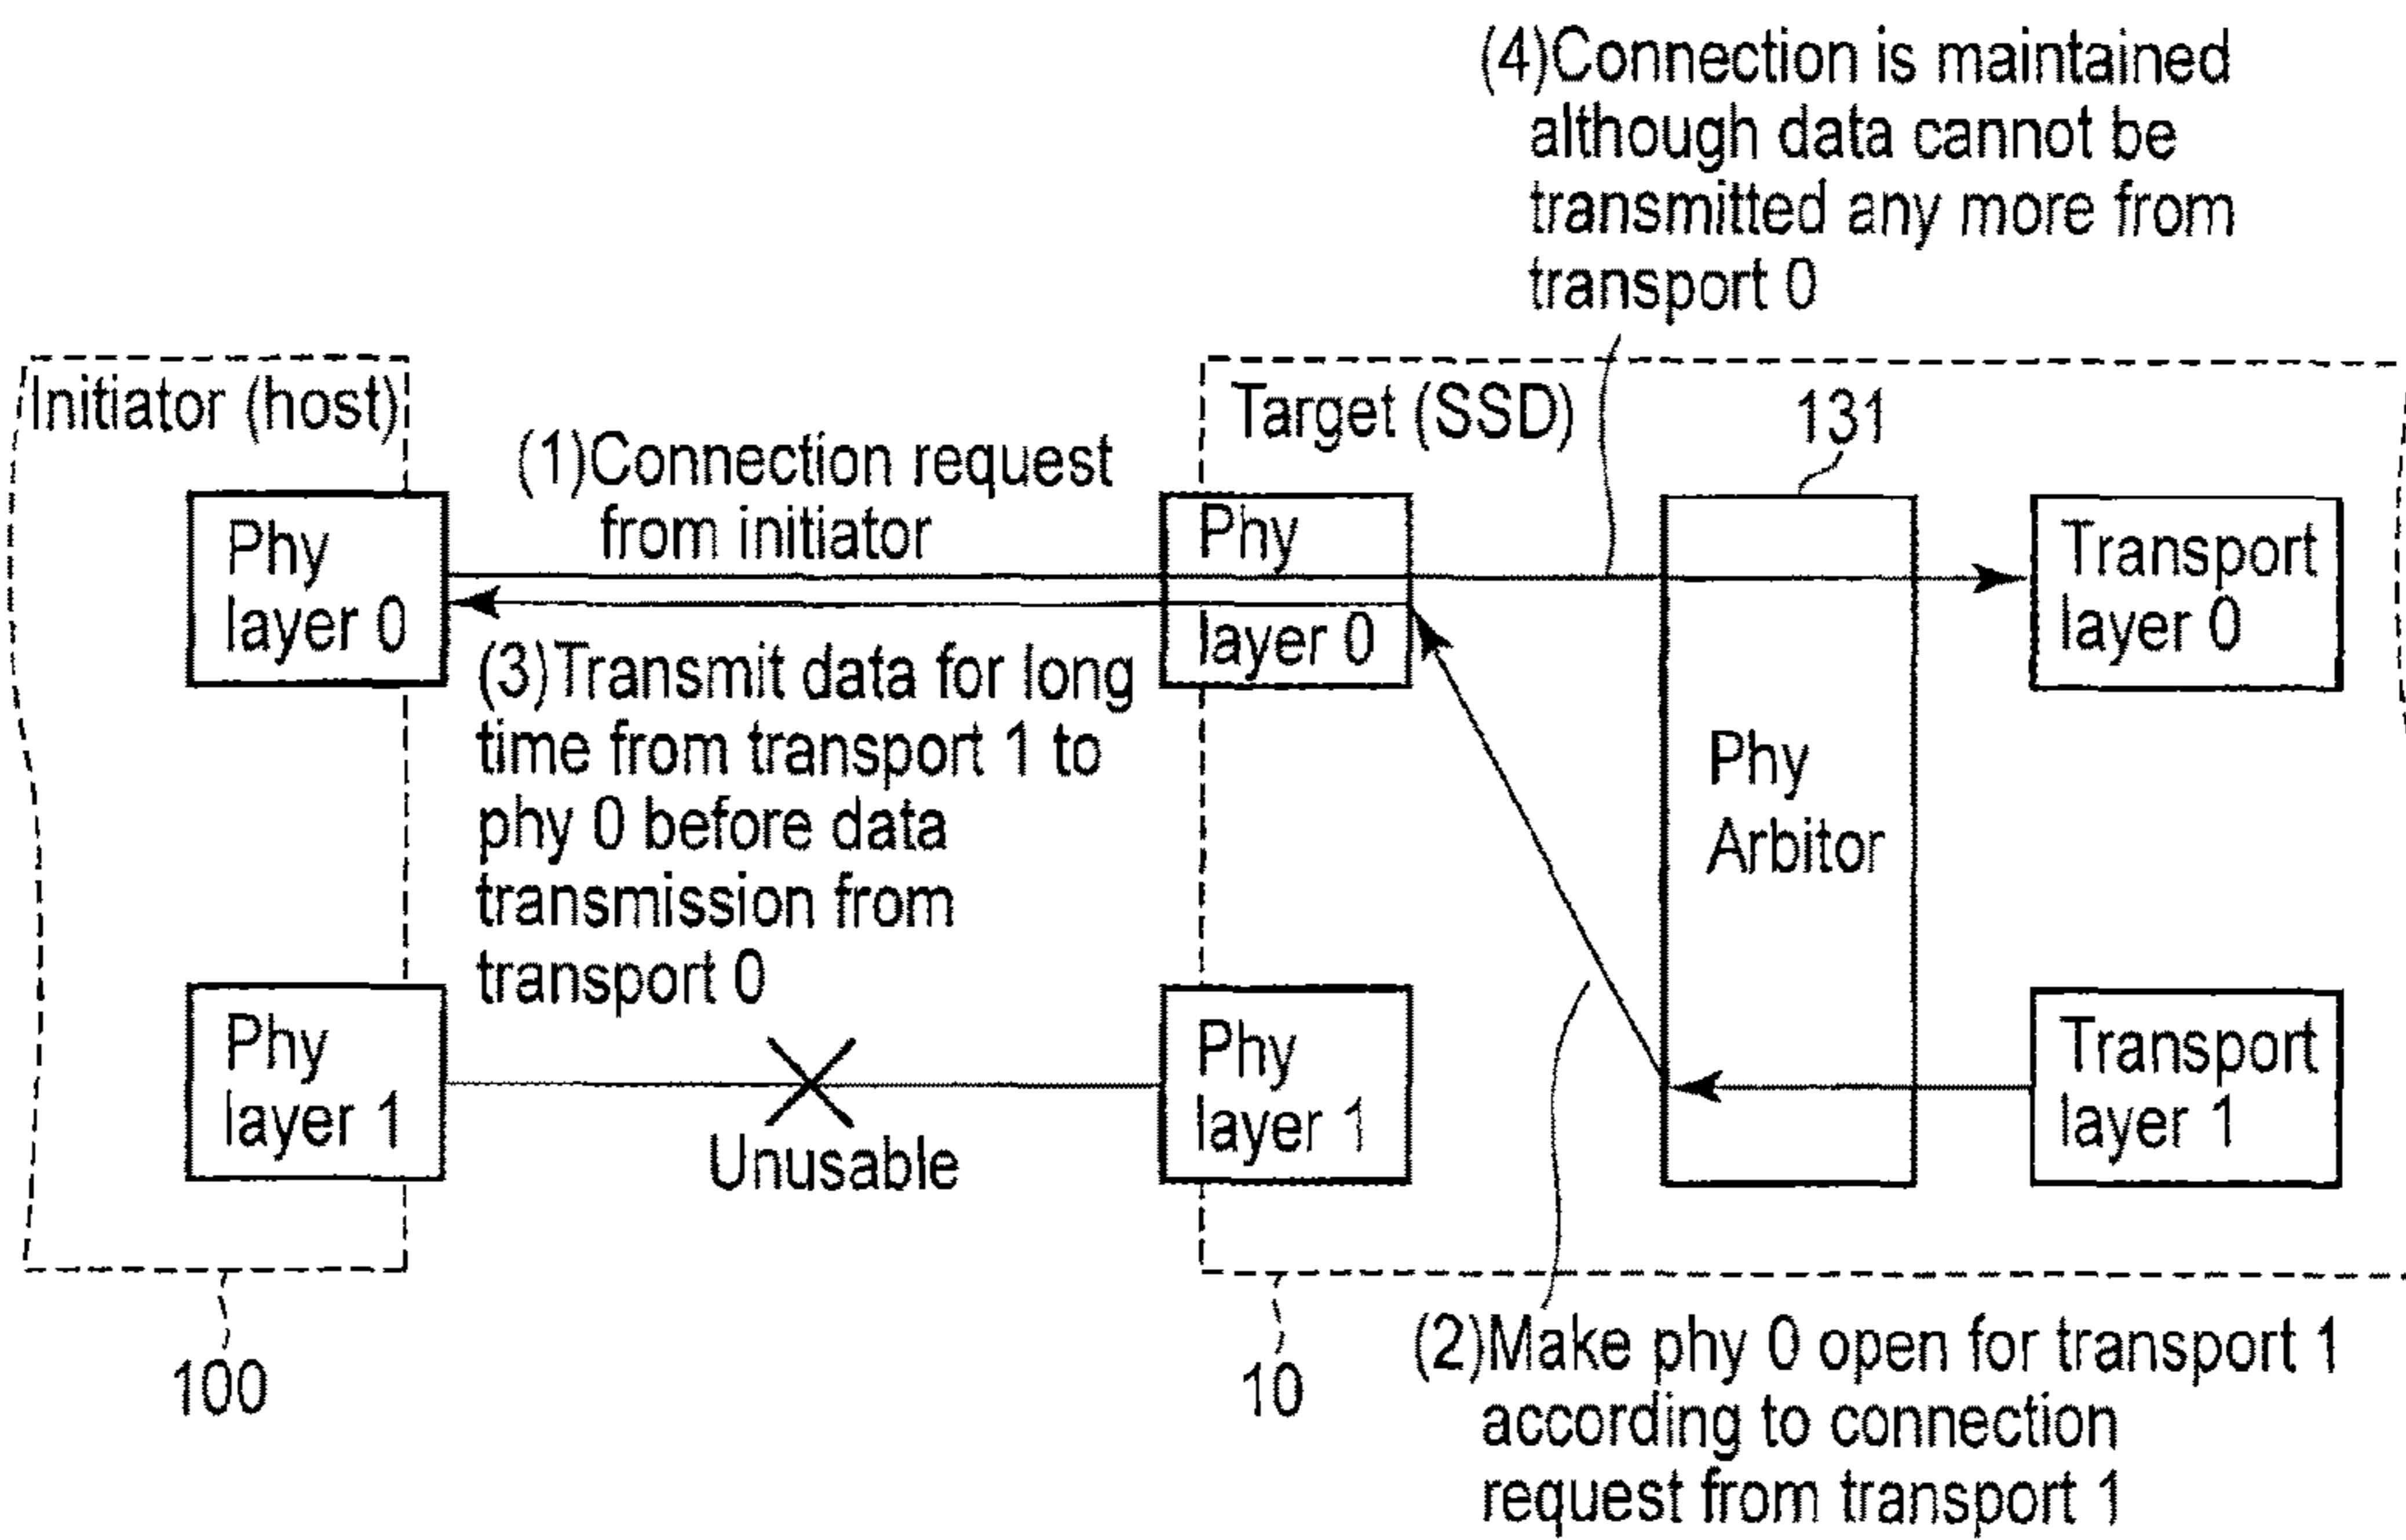 (4)Connection is maintained
although data cannot be
transmitted any more from
transport 0
Initiator (host)
Target (SSD)
131
(1)Connection request
from initiator
Phy
layer 0
Phy
layer 0
Transport
layer 0
(3)Transmit data for long
time from transport 1 to
phy 0 before data
transmission from
transport 0
Phy
Arbitor
Phy
layer 1
Unusable
Phy
layer 1
Transport
layer 1
100
10
(2)Make phy 0 open for transport 1
according to connection
request from transport 1